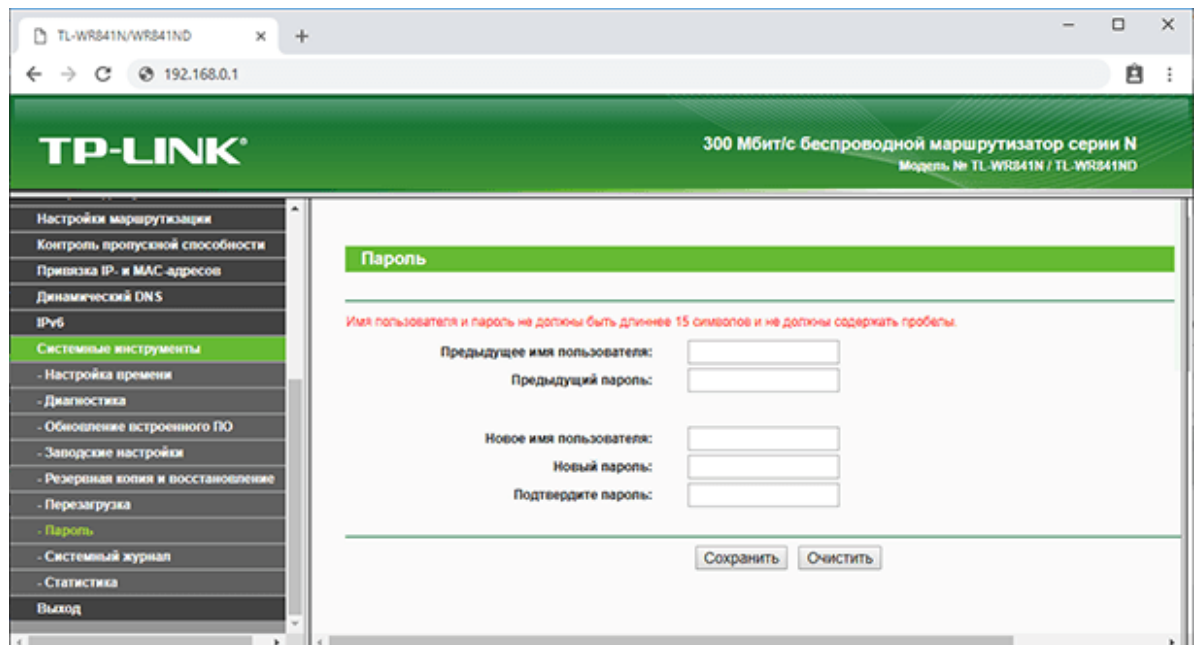 TL-WR841N/WR841ND
192.168.0.1
TP-LINK®
300 Мбит/с беспроводной маршрутизатор серии N
Модель № TL-WR841N / TL-WR841ND
Настройки маршрутизации
Контроль пропускной способности
Привязка IP- и MAC-адресов
Динамический DNS
IPv6
Системные инструменты
- Настройка времени
- Диагностика
- Обновление встроенного ПО
- Заводские настройки
- Резервная копия и восстановление
- Перезагрузка
- Пароль
- Системный журнал
- Статистика
Выход
Пароль
Имя пользователя и пароль не должны быть длиннее 15 символов и не должны содержать пробелы.
Предыдущее имя пользователя:
Предыдущий пароль:
Новое имя пользователя:
Новый пароль:
Подтвердите пароль:
Сохранить Очистить